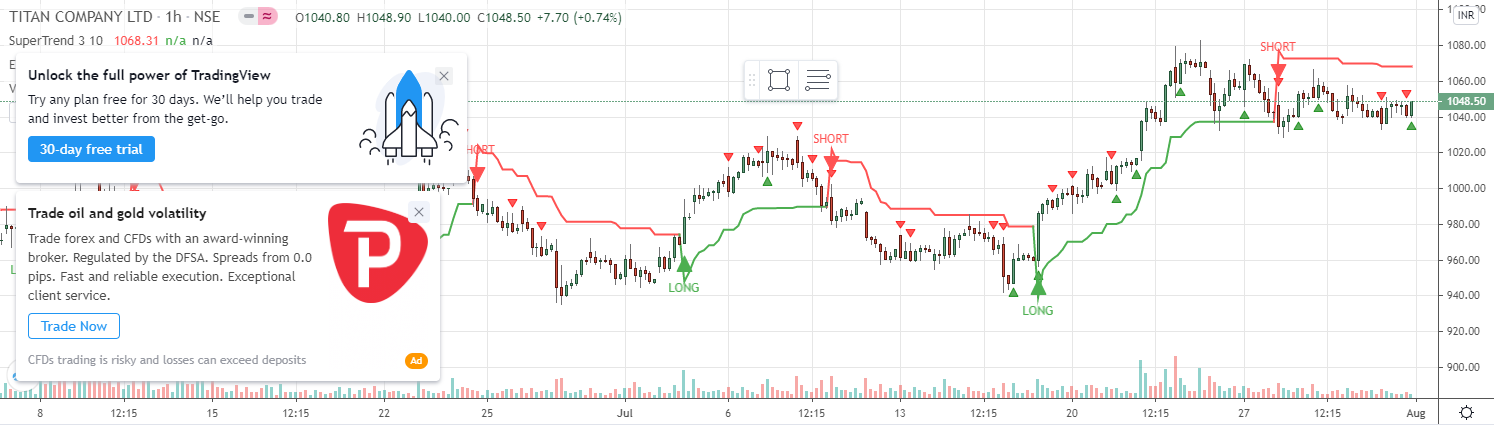 TITAN COMPANY LTD · 1h · NSE
O1040.80 H1048.90 L1040.00 C1048.50 +7.70 (+0.74%)
INR
SuperTrend 3 10 1068.31 n/a n/a
Unlock the full power of TradingView
Try any plan free for 30 days. We'll help you trade
and invest better from the get-go.
30-day free trial
Trade oil and gold volatility
Trade forex and CFDs with an award-winning
broker. Regulated by the DFSA. Spreads from 0.0
pips. Fast and reliable execution. Exceptional
client service.
Trade Now
CFDs trading is risky and losses can exceed deposits
Ad
P
LONG
SHORT
LONG
SHORT
1080.00
1060.00
1048.50
1040.00
1020.00
1000.00
980.00
960.00
940.00
920.00
900.00
8 12:15 15 12:15 22 25 12:15 Jul 6 12:15 13 12:15 20 12:15 27 12:15 Aug